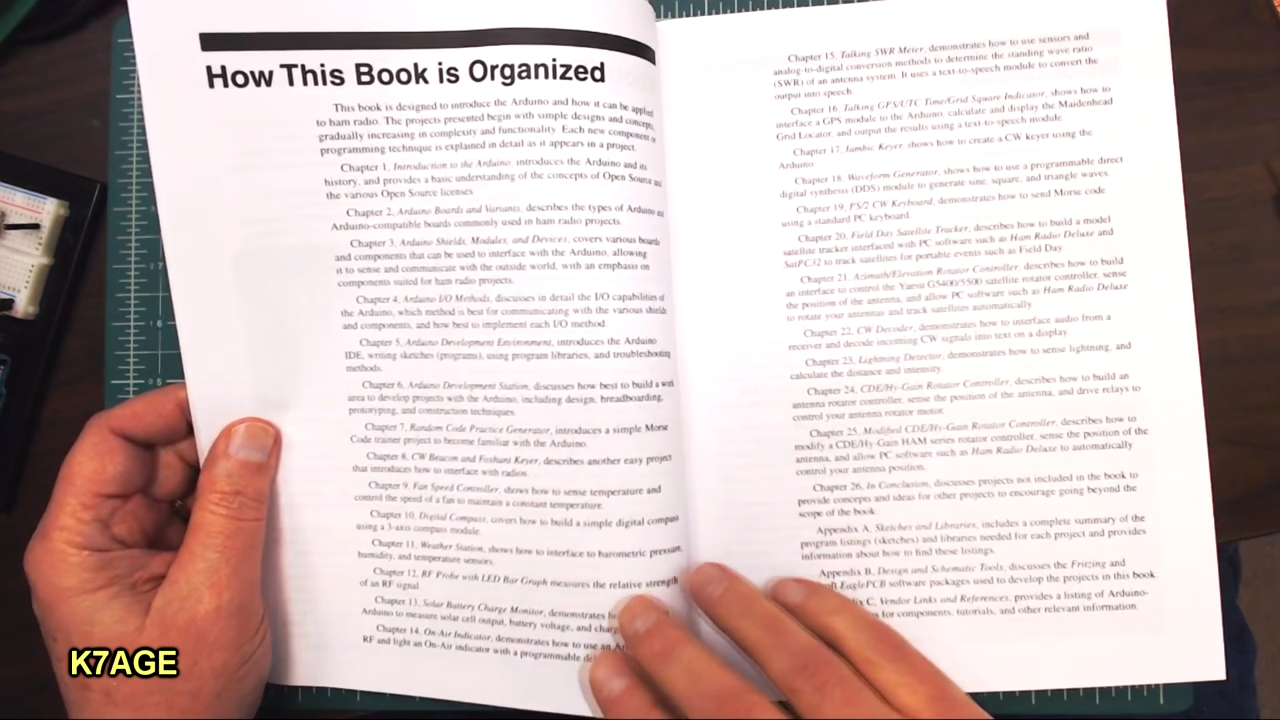 How This Book is Organized
This book is designed to introduce the Arduino and how it can be applied
to ham radio. The projects presented begin with simple designs and concepts,
gradually increasing in complexity and functionality. Each new component or
programming technique is explained in detail as it appears in a project.
Chapter 1, Introduction to the Arduino, introduces the Arduino and its
history, and provides a basic understanding of the concepts of Open Source and
the various Open Source licenses.
Chapter 2, Arduino Boards and Variants, describes the types of Arduino and
Arduino-compatible boards commonly used in ham radio projects.
Chapter 3, Arduino Shields, Modules, and Devices, covers various boards
and components that can be used to interface with the Arduino, allowing
it to sense and communicate with the outside world, with an emphasis on
components suited for ham radio projects.
Chapter 4, Arduino I/O Methods, discusses in detail the I/O capabilities of
the Arduino, which method is best for communicating with the various shields
and components, and how best to implement each I/O method.
Chapter 5, Arduino Development Environment, introduces the Arduino
IDE, writing sketches (programs), using program libraries, and troubleshooting
methods.
Chapter 6, Arduino Development Station, discusses how best to build a work
area to develop projects with the Arduino, including design, breadboarding,
prototyping, and construction techniques.
Chapter 7, Random Code Practice Generator, introduces a simple Morse
Code trainer project to become familiar with the Arduino.
Chapter 8, CW Beacon and Foxhunt Keyer, describes another easy project
that introduces how to interface with radios.
Chapter 9, Fan Speed Controller, shows how to sense temperature and
control the speed of a fan to maintain a constant temperature.
Chapter 10, Digital Compass, covers how to build a simple digital compass
using a 3-axis compass module.
Chapter 11, Weather Station, shows how to interface to barometric pressure,
humidity, and temperature sensors.
Chapter 12, RF Probe with LED Bar Graph measures the relative strength
of an RF signal.
Chapter 13, Solar Battery Charge Monitor, demonstrates
Arduino to measure solar cell output, battery voltage, and
Chapter 14, On-Air Indicator, demonstrates how to use an
RF and light an On-Air indicator with a programmable
Chapter 15, Talking SWR Meter, demonstrates how to use sensors and
analog-to-digital conversion methods to determine the standing wave ratio
(SWR) of an antenna system. It uses a text-to-speech module to convert the
output into speech.
Chapter 16, Talking GPS/UTC Time/Grid Square Indicator, shows how to
interface a GPS module to the Arduino, calculate and display the Maidenhead
Grid Locator, and output the results using a text-to-speech module.
Chapter 17, Iambic Keyer, shows how to create a CW keyer using the
Arduino.
Chapter 18, Waveform Generator, shows how to use a programmable direct
digital synthesis (DDS) module to generate sine, square, and triangle waves.
Chapter 19, PS/2 CW Keyboard, demonstrates how to send Morse code
using a standard PC keyboard.
Chapter 20, Field Day Satellite Tracker, describes how to build a model
satellite tracker interfaced with PC software such as Ham Radio Deluxe and
SatPC32 to track satellites for portable events such as Field Day.
Chapter 21, Azimuth/Elevation Rotator Controller, describes how to build
an interface to control the Yaesu G5400/5500 satellite rotator controller, sense
the position of the antenna, and allow PC software such as Ham Radio Deluxe
to rotate your antennas and track satellites automatically.
Chapter 22, CW Decoder, demonstrates how to interface audio from a
receiver and decode incoming CW signals into text on a display.
Chapter 23, Lightning Detector, demonstrates how to sense lightning, and
calculate the distance and intensity.
Chapter 24, CDE/Hy-Gain Rotator Controller, describes how to build an
antenna rotator controller, sense the position of the antenna, and drive relays to
control your antenna rotator motor.
Chapter 25, Modified CDE/Hy-Gain Rotator Controller, describes how to
modify a CDE/Hy-Gain HAM series rotator controller, sense the position of the
antenna, and allow PC software such as Ham Radio Deluxe to automatically
control your antenna position.
Chapter 26, In Conclusion, discusses projects not included in the book to
provide concepts and ideas for other projects to encourage going beyond the
scope of the book.
Appendix A, Sketches and Libraries, includes a complete summary of the
program listings (sketches) and libraries needed for each project and provides
information about how to find these listings.
Appendix B, Design and Schematic Tools, discusses the Fritzing and
EaglePCB software packages used to develop the projects in this book.
C, Vendor Links and References, provides a listing of Arduino-
for components, tutorials, and other relevant information.
K7AGE